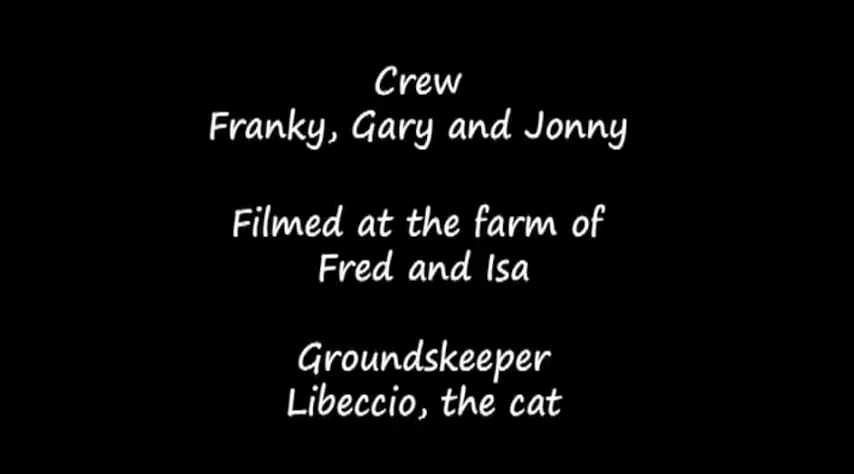 Crew
Franky, Gary and Jonny
Filmed at the farm of
Fred and Isa
Groundskeeper
Libeccio, the cat